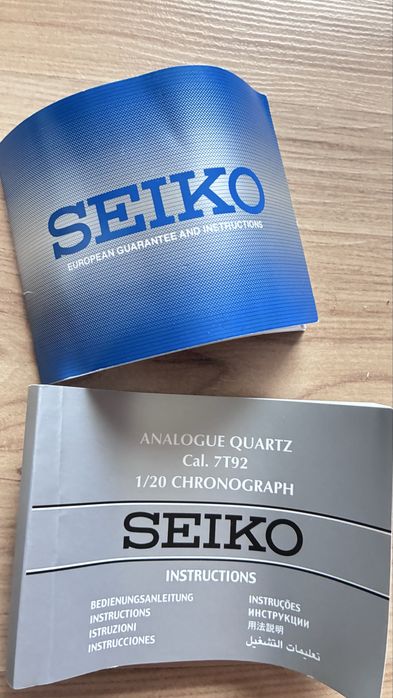 SEIKO
EUROPEAN GUARANTEE AND INSTRUCTIONS
ANALOGUE QUARTZ
Cal. 7T92
1/20 CHRONOGRAPH
SEIKO
INSTRUCTIONS
BEDIENUNGSANLEITUNG
INSTRUCTIONS
ISTRUZIONI
INSTRUCCIONES
INSTRUÇÕES
ИНСТРУКЦИИ
用法説明
تعليمات التشغيل